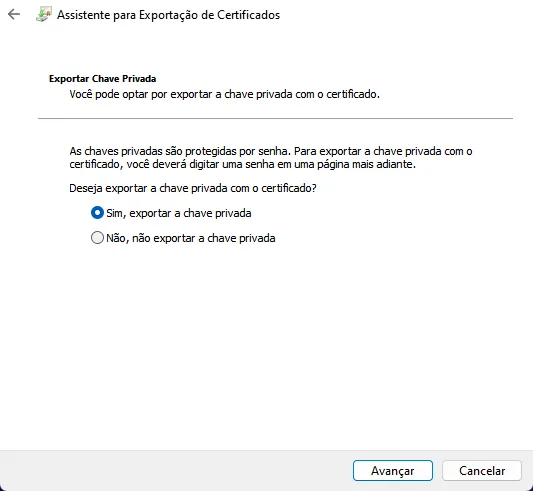 Assistente para Exportação de Certificados
Exportar Chave Privada
Você pode optar por exportar a chave privada com o certificado.
As chaves privadas são protegidas por senha. Para exportar a chave privada com o
certificado, você deverá digitar uma senha em uma página mais adiante.
Deseja exportar a chave privada com o certificado?
Sim, exportar a chave privada
Não, não exportar a chave privada
Avançar
Cancelar